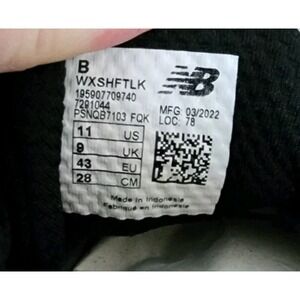 B
WXSHFTLK
195907709740
7291044
PSNQB7103 FQK
NB
MFG 03/2022
LOC: 78
11 US
9 UK
43 EU
28 CM
Made in Indonesia
Fabriqué en Indonésie